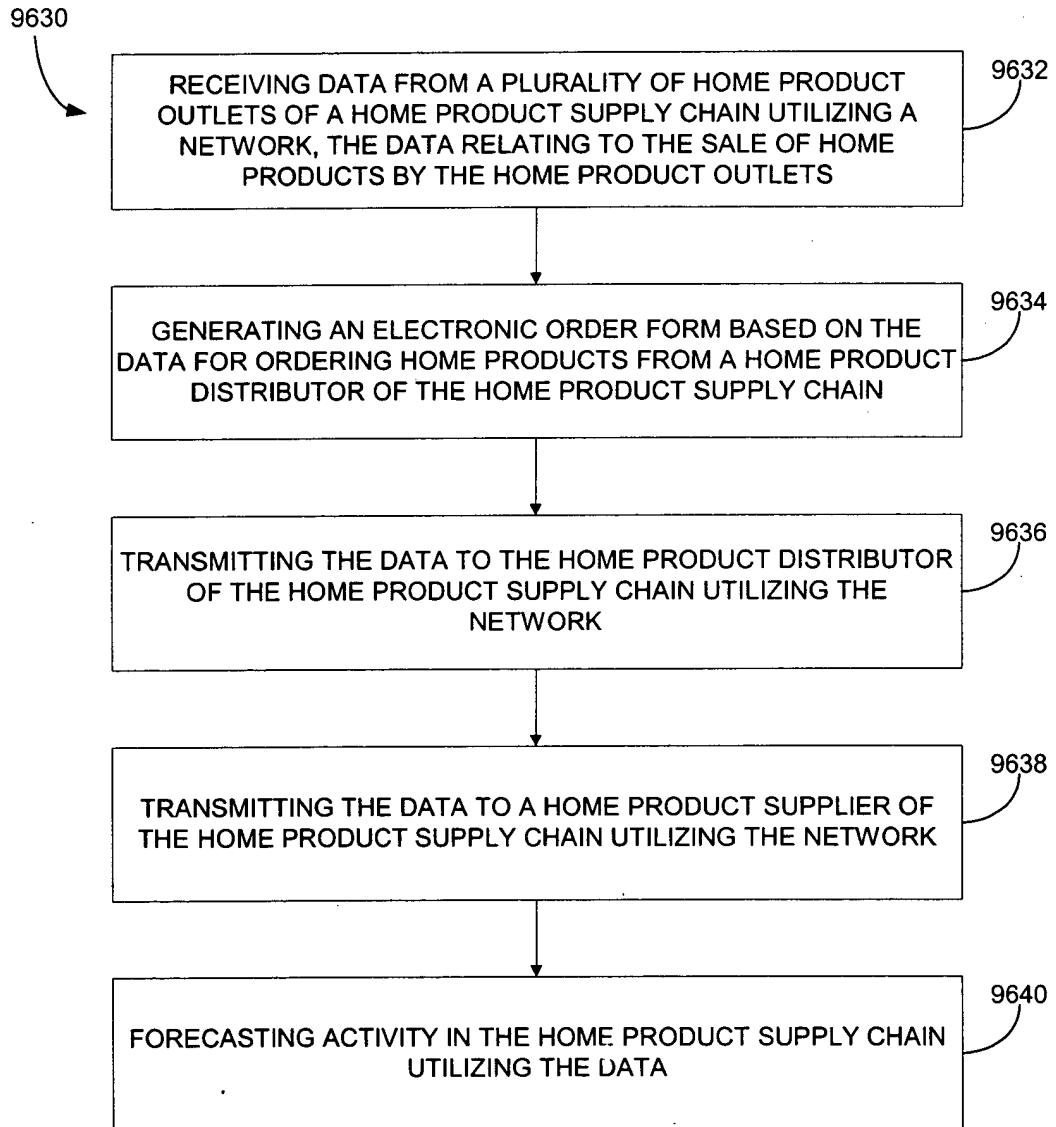 9630
9632
RECEIVING DATA FROM A PLURALITY OF HOME PRODUCT
OUTLETS OF A HOME PRODUCT SUPPLY CHAIN UTILIZING A
NETWORK, THE DATA RELATING TO THE SALE OF HOME
PRODUCTS BY THE HOME PRODUCT OUTLETS
9634
GENERATING AN ELECTRONIC ORDER FORM BASED ON THE
DATA FOR ORDERING HOME PRODUCTS FROM A HOME PRODUCT
DISTRIBUTOR OF THE HOME PRODUCT SUPPLY CHAIN
9636
TRANSMITTING THE DATA TO THE HOME PRODUCT DISTRIBUTOR
OF THE HOME PRODUCT SUPPLY CHAIN UTILIZING THE
NETWORK
9638
TRANSMITTING THE DATA TO A HOME PRODUCT SUPPLIER OF
THE HOME PRODUCT SUPPLY CHAIN UTILIZING THE NETWORK
9640
FORECASTING ACTIVITY IN THE HOME PRODUCT SUPPLY CHAIN
UTILIZING THE DATA